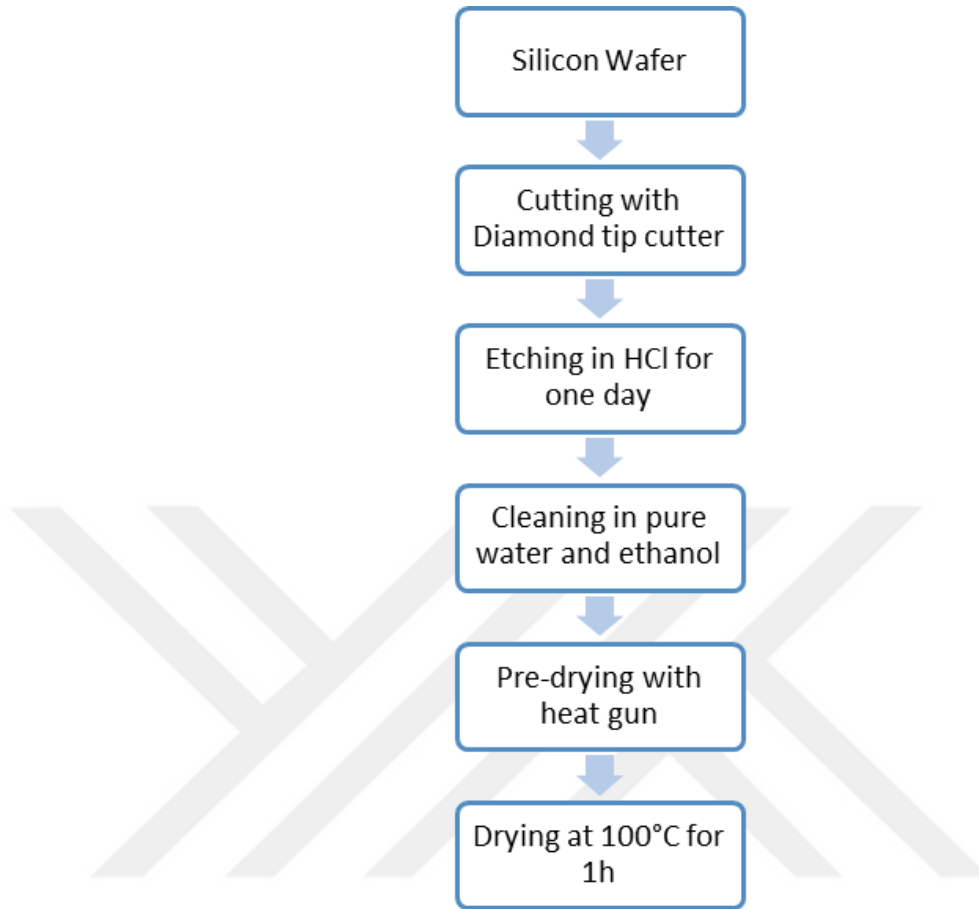 Silicon Wafer
Cutting with
Diamond tip cutter
Etching in HCl for
one day
Cleaning in pure
water and ethanol
Pre-drying with
heat gun
Drying at 100°C for
1h